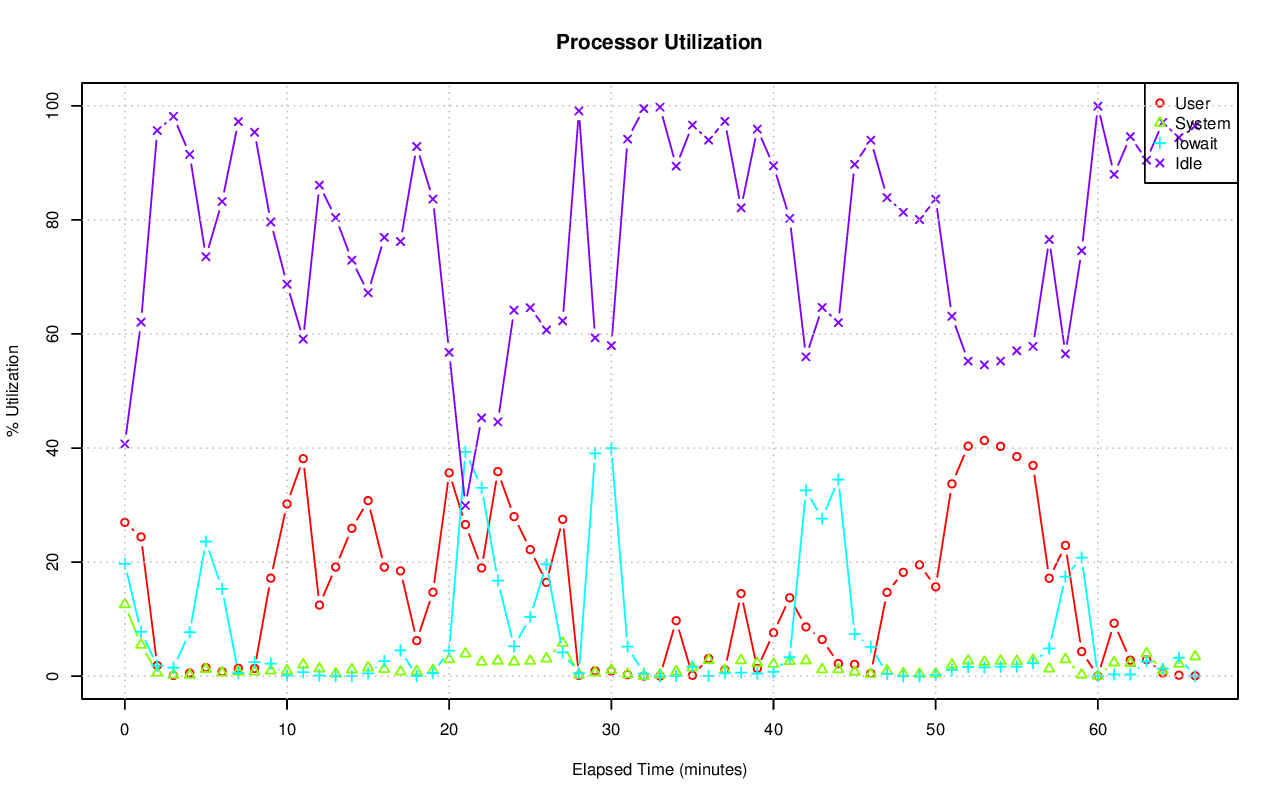 Processor Utilization
% Utilization
100
80
60
40
20
0
User
System
Iowait
Idle
0 10 20 30 40 50 60
Elapsed Time (minutes)